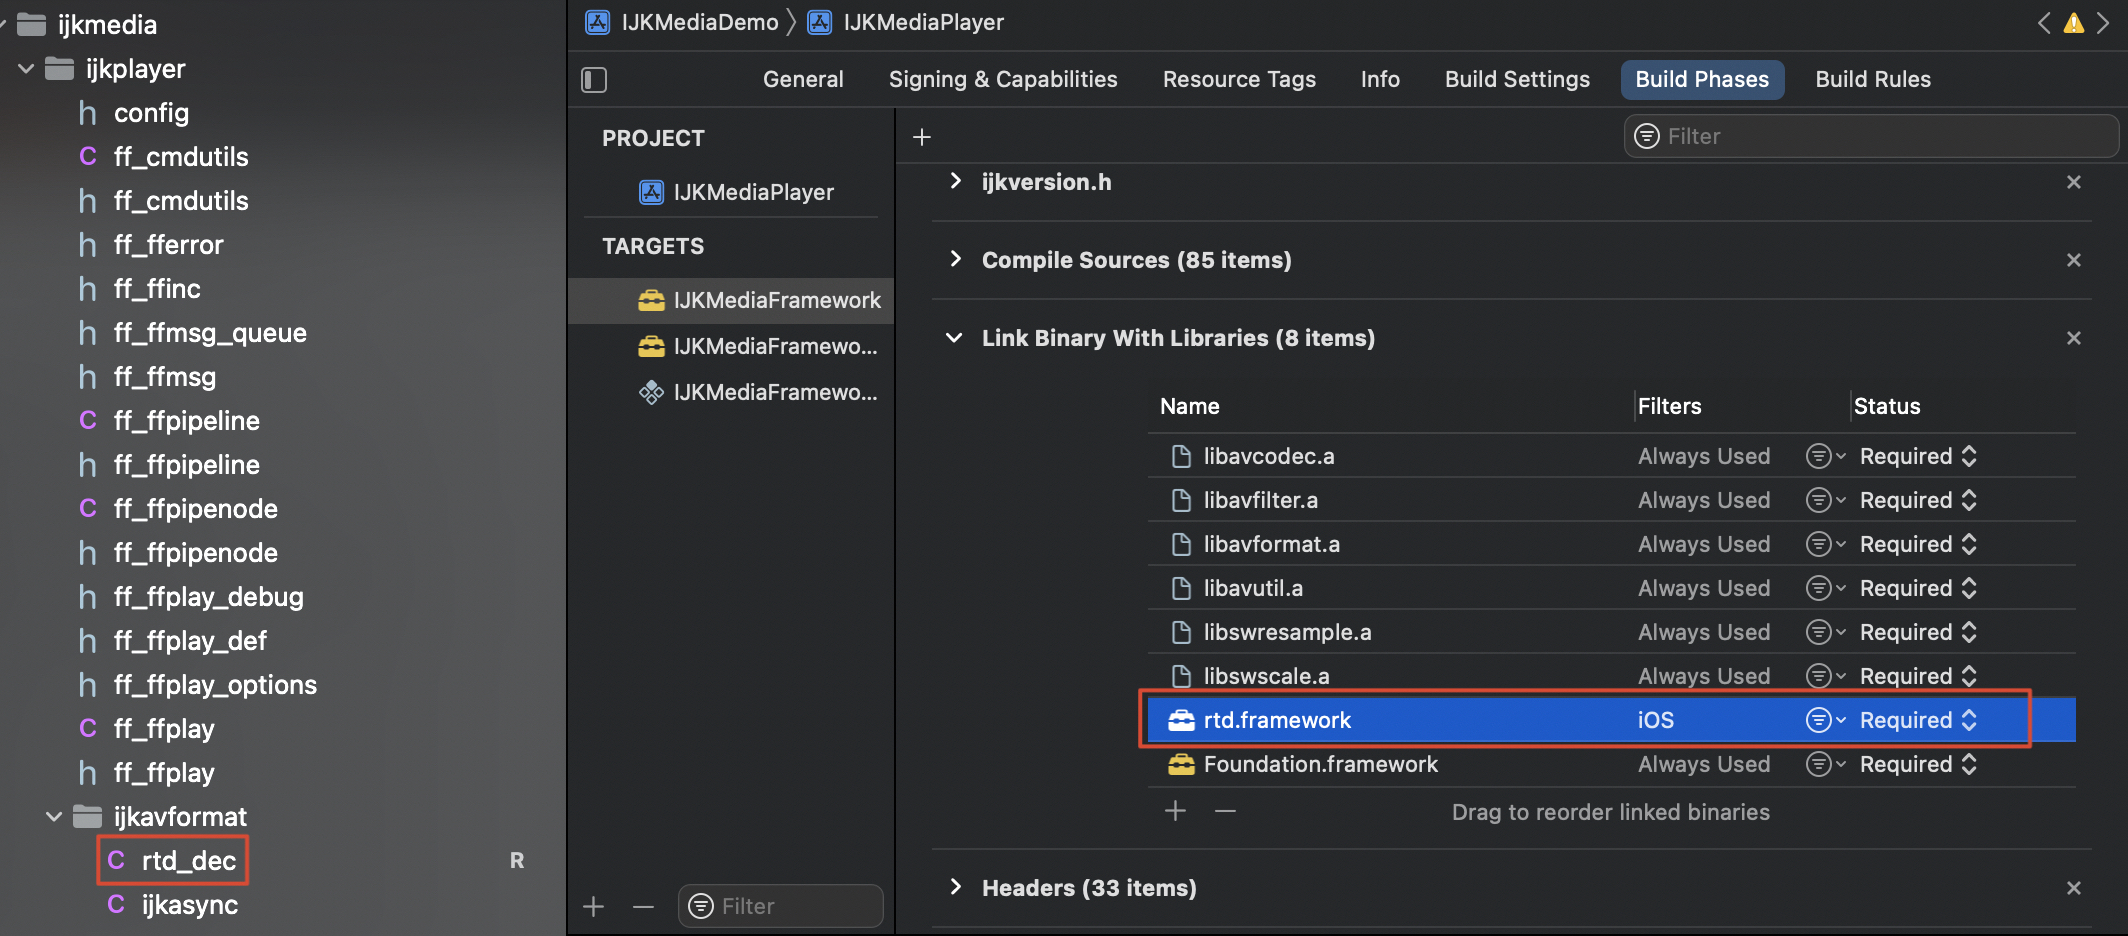 ijkmedia
ijkplayer
h config
C ff_cmdutils
h ff_cmdutils
h ff_fferror
h ff_ffinc
h ff_ffmsg_queue
h ff_ffmsg
C ff_ffpipeline
h ff_ffpipeline
C ff_ffpipenode
h ff_ffpipenode
h ff_ffplay_debug
h ff_ffplay_def
h ff_ffplay_options
C ff_ffplay
h ff_ffplay
ijkavformat
C rtd_dec R
C ijkasync
IJKMediaDemo IJKMediaPlayer
General Signing & Capabilities Resource Tags Info Build Settings Build Phases Build Rules
PROJECT
IJKMediaPlayer
TARGETS
IJKMediaFramework
IJKMediaFramewo...
IJKMediaFramewo...
Filter
Filter
ijkversion.h
Compile Sources (85 items)
Link Binary With Libraries (8 items)
Name Filters Status
libavcodec.a Always Used Required
libavfilter.a Always Used Required
libavformat.a Always Used Required
libavutil.a Always Used Required
libswresample.a Always Used Required
libswscale.a Always Used Required
rtd.framework iOS Required
Foundation.framework Always Used Required
Drag to reorder linked binaries
Headers (33 items)